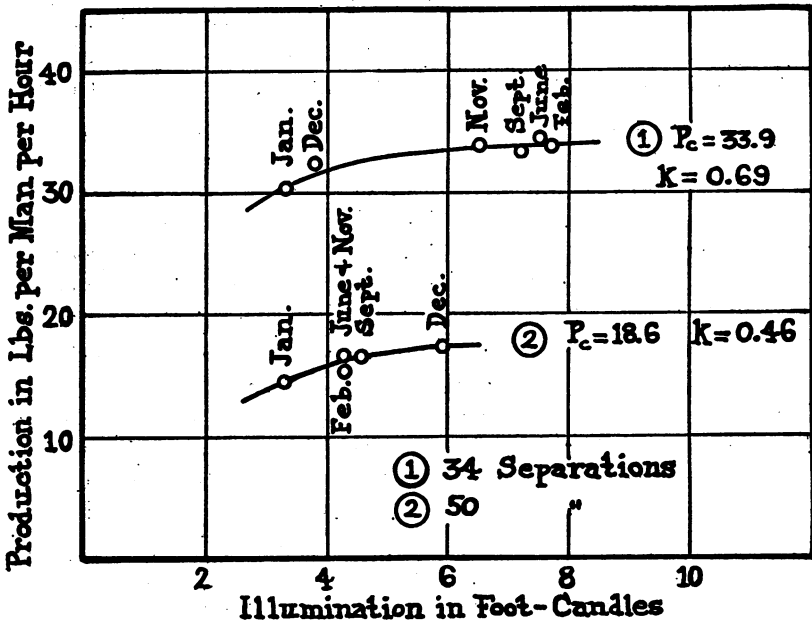 Production in Lbs. per Man per Hour
40
30
20
10
Jan.
Dec.
Nov.
Sept.
June
Feb.
① Pc=33.9
K=0.69
Jan.
June & Nov.
Feb.
Sept.
Dec.
② Pc=18.6 K=0.46
① 34 Separations
② 50 "
2 4 6 8 10
Illumination in Foot-Candles